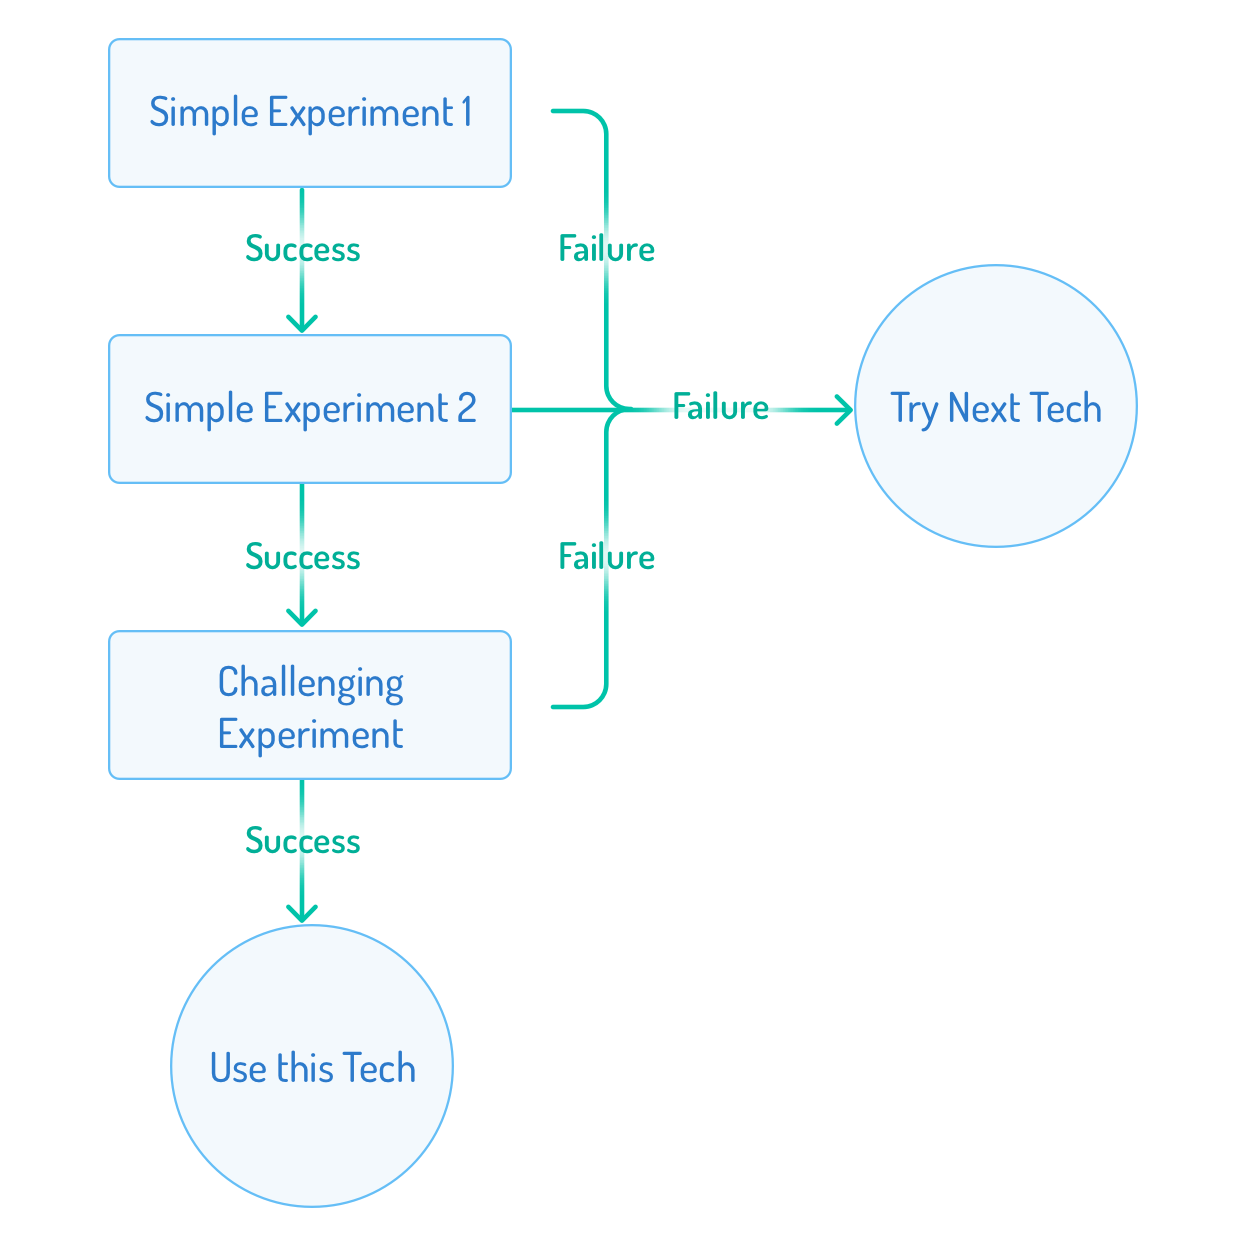 Simple Experiment 1
Success
Failure
Simple Experiment 2
Failure
Try Next Tech
Success
Failure
Challenging
Experiment
Success
Use this Tech